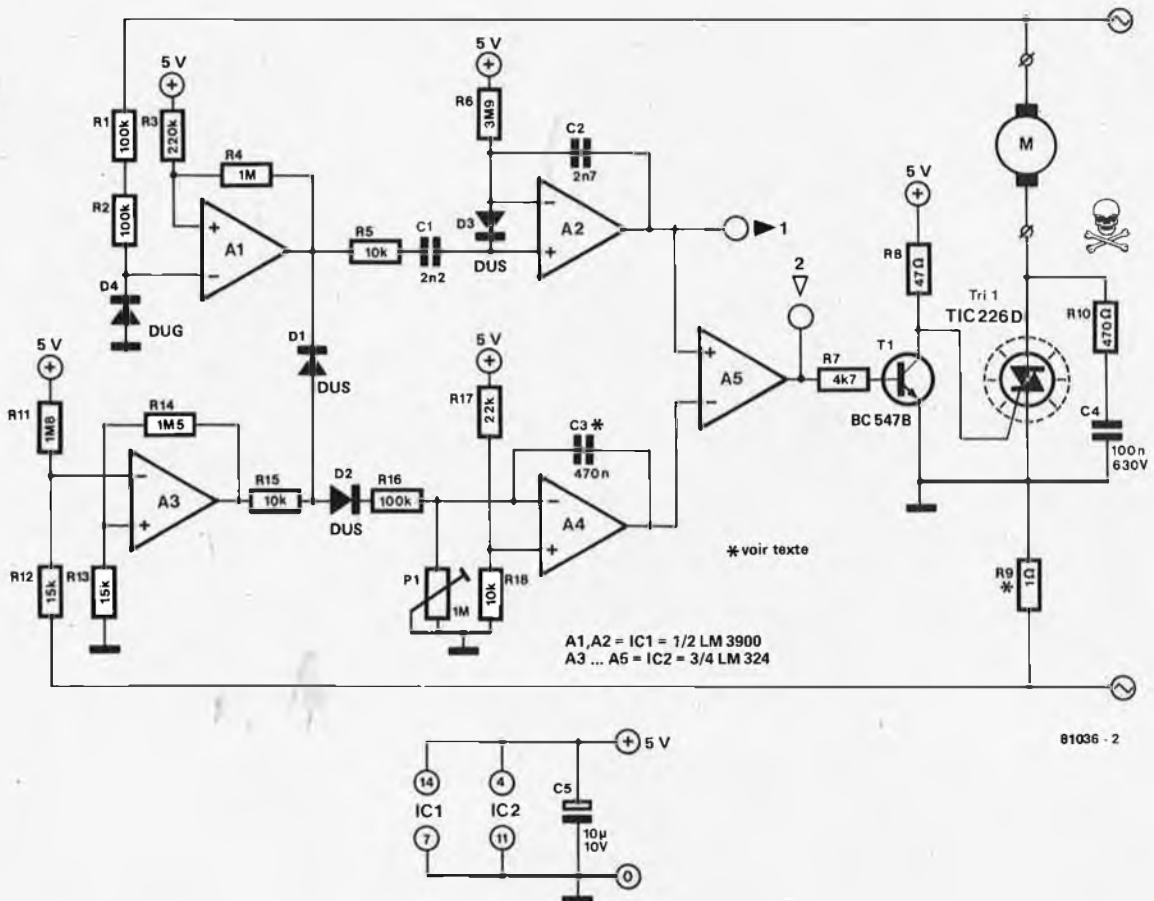 5 V
+
R1
100k
R3
220k
R2
100k
R4
1M
A1
+
−
D4
DUG
R5
10k
C1
2n2
5 V
+
R6
3M9
C2
2n7
D3
DUS
A2
−
+
1
2
D1
DUS
5 V
+
R11
1M8
R14
1M5
A3
−
+
R12
15k
R13
15k
R15
10k
D2
DUS
R16
100k
5 V
+
R17
22k
C3*
470n
A4
−
+
P1
1M
R18
10k
A5
+
−
R7
4k7
5 V
+
R8
47Ω
T1
BC 547B
M
Tri 1
TIC 226D
R10
470Ω
C4
100n
630V
R9
*
1Ω
* voir texte
A1,A2 = IC1 = 1/2 LM 3900
A3 ... A5 = IC2 = 3/4 LM 324
81036 - 2
+ 5 V
14
4
IC1
IC2
7
11
C5
10µ
10V
0